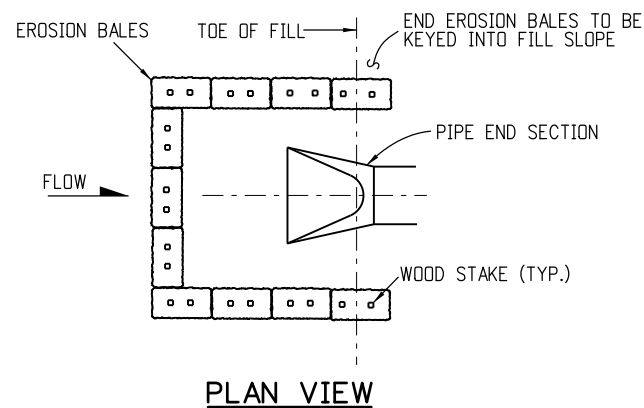 EROSION BALES
TOE OF FILL
END EROSION BALES TO BE
KEYED INTO FILL SLOPE
PIPE END SECTION
FLOW
WOOD STAKE (TYP.)
PLAN VIEW